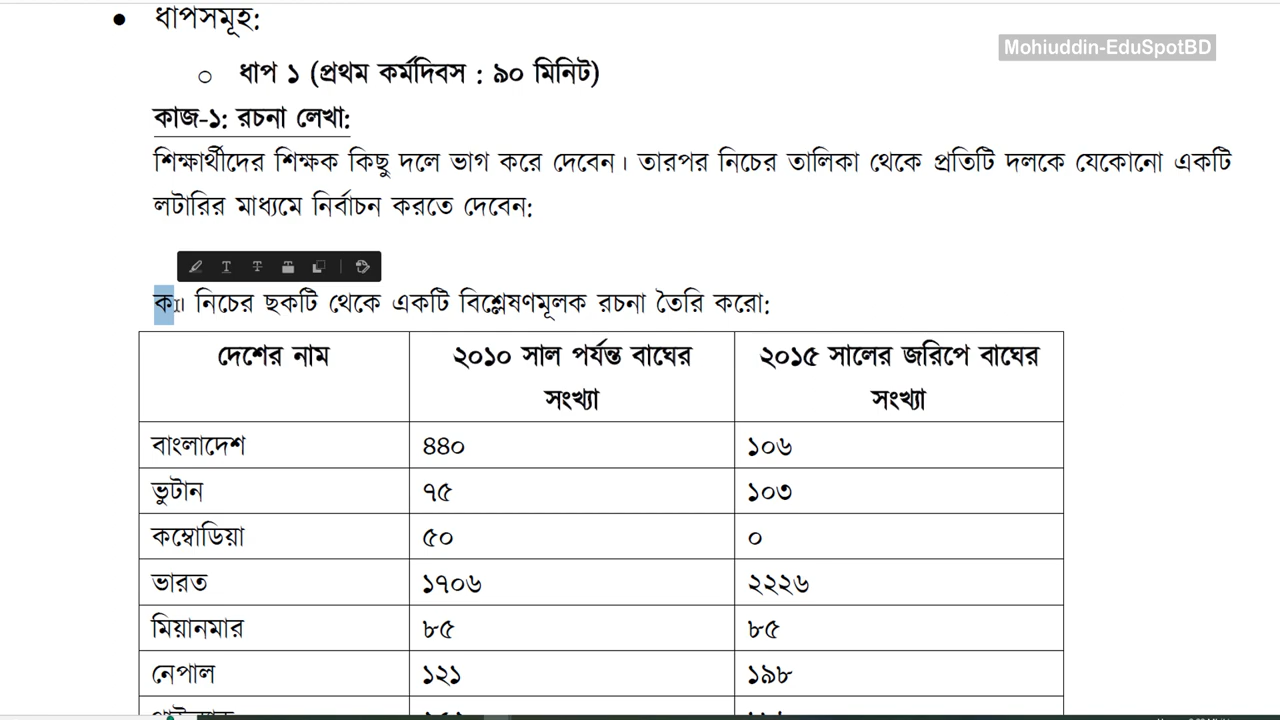 ধাপসমূহ:
Mohiuddin-EduSpotBD
ধাপ ১ (প্রথম কর্মদিবস : ৯০ মিনিট)
কাজ-১: রচনা লেখা:
শিক্ষার্থীদের শিক্ষক কিছু দলে ভাগ করে দেবেন। তারপর নিচের তালিকা থেকে প্রতিটি দলকে যেকোনো একটি
লটারির মাধ্যমে নির্বাচন করতে দেবেন:
ক। নিচের ছকটি থেকে একটি বিশ্লেষণমূলক রচনা তৈরি করো:
দেশের নাম ২০১০ সাল পর্যন্ত বাঘের সংখ্যা ২০১৫ সালের জরিপে বাঘের সংখ্যা
বাংলাদেশ ৪৪০ ১০৬
ভুটান ৭৫ ১০৩
কম্বোডিয়া ৫০ ০
ভারত ১৭০৬ ২২২৬
মিয়ানমার ৮৫ ৮৫
নেপাল ১২১ ১৯৮